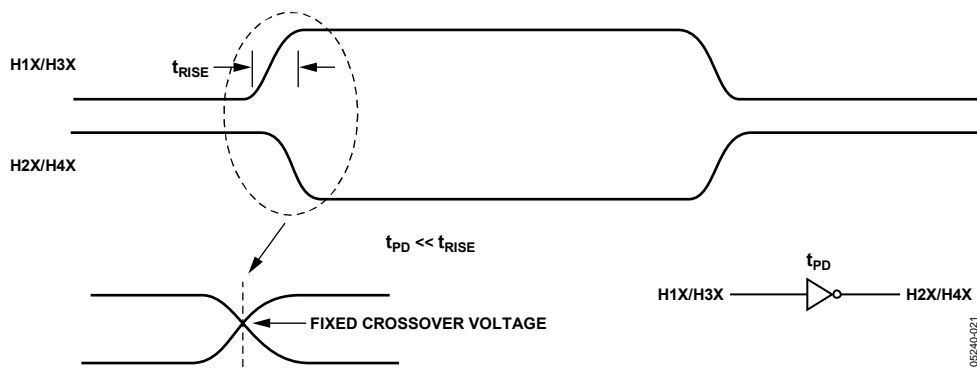 H1X/H3X
tRISE
H2X/H4X
tPD << tRISE
tPD
H1X/H3X
H2X/H4X
FIXED CROSSOVER VOLTAGE
05240-021